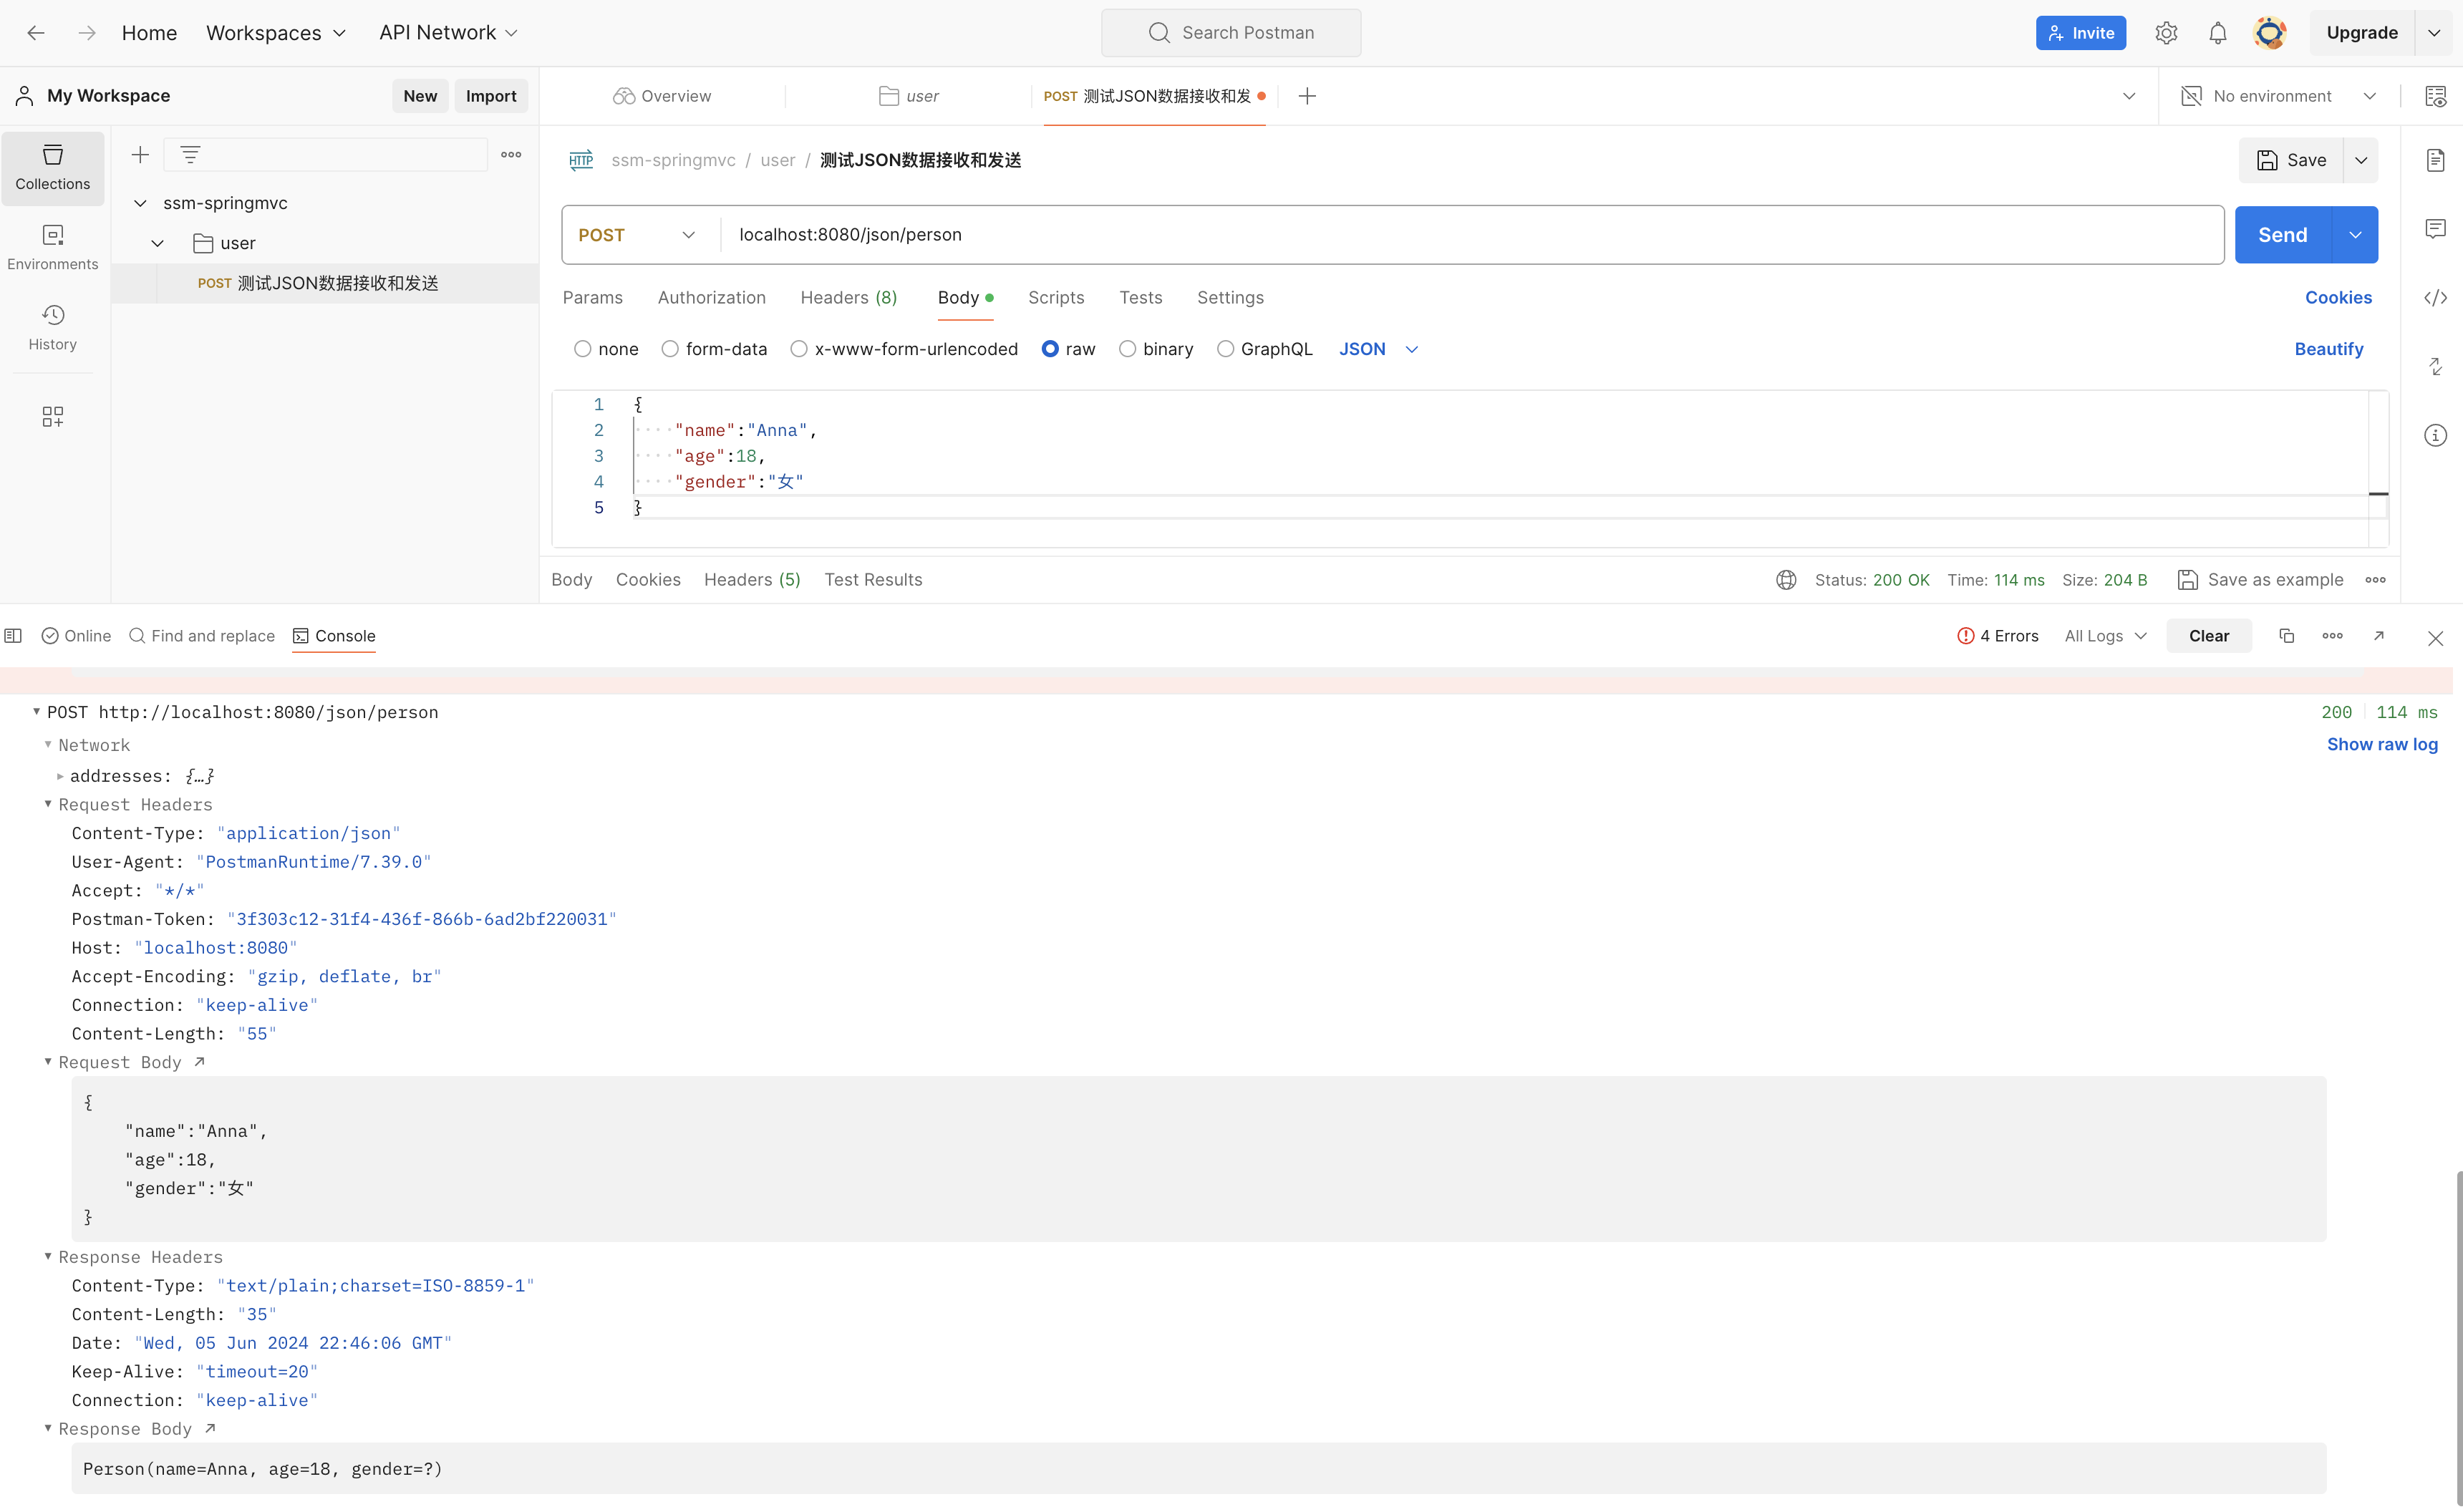 Home Workspaces API Network Search Postman Invite Upgrade
My Workspace New Import Overview user POST 测试JSON数据接收和发 No environment
Collections
Environments
History
ssm-springmvc
user
POST 测试JSON数据接收和发送
HTTP ssm-springmvc / user / 测试JSON数据接收和发送 Save
POST localhost:8080/json/person Send
Params Authorization Headers (8) Body Scripts Tests Settings Cookies
none form-data x-www-form-urlencoded raw binary GraphQL JSON Beautify
1 {
2 "name":"Anna",
3 "age":18,
4 "gender":"女"
5 }
Body Cookies Headers (5) Test Results Status: 200 OK Time: 114 ms Size: 204 B Save as example
Online Find and replace Console 4 Errors All Logs Clear
POST http://localhost:8080/json/person 200 114 ms
Network Show raw log
addresses: {…}
Request Headers
Content-Type: "application/json"
User-Agent: "PostmanRuntime/7.39.0"
Accept: "*/*"
Postman-Token: "3f303c12-31f4-436f-866b-6ad2bf220031"
Host: "localhost:8080"
Accept-Encoding: "gzip, deflate, br"
Connection: "keep-alive"
Content-Length: "55"
Request Body
{
"name":"Anna",
"age":18,
"gender":"女"
}
Response Headers
Content-Type: "text/plain;charset=ISO-8859-1"
Content-Length: "35"
Date: "Wed, 05 Jun 2024 22:46:06 GMT"
Keep-Alive: "timeout=20"
Connection: "keep-alive"
Response Body
Person(name=Anna, age=18, gender=?)